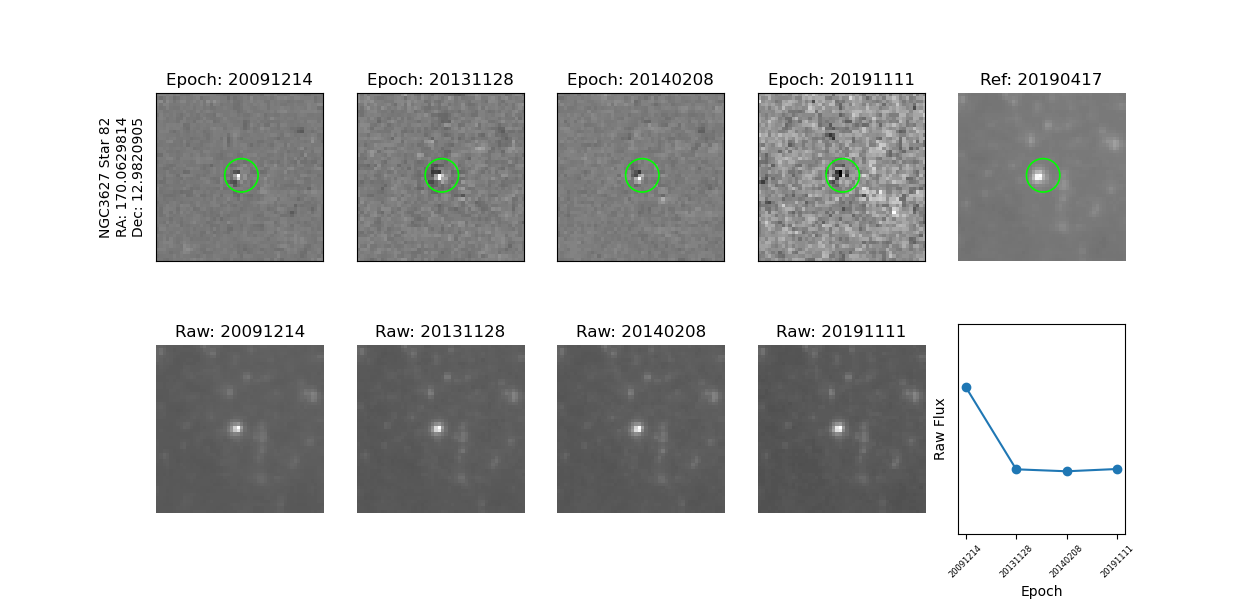 NGC3627 Star 82
RA: 170.0629814
Dec: 12.9820905
Epoch: 20091214
Epoch: 20131128
Epoch: 20140208
Epoch: 20191111
Ref: 20190417
Raw: 20091214
Raw: 20131128
Raw: 20140208
Raw: 20191111
Raw Flux
20091214
20131128
20140208
20191111
Epoch